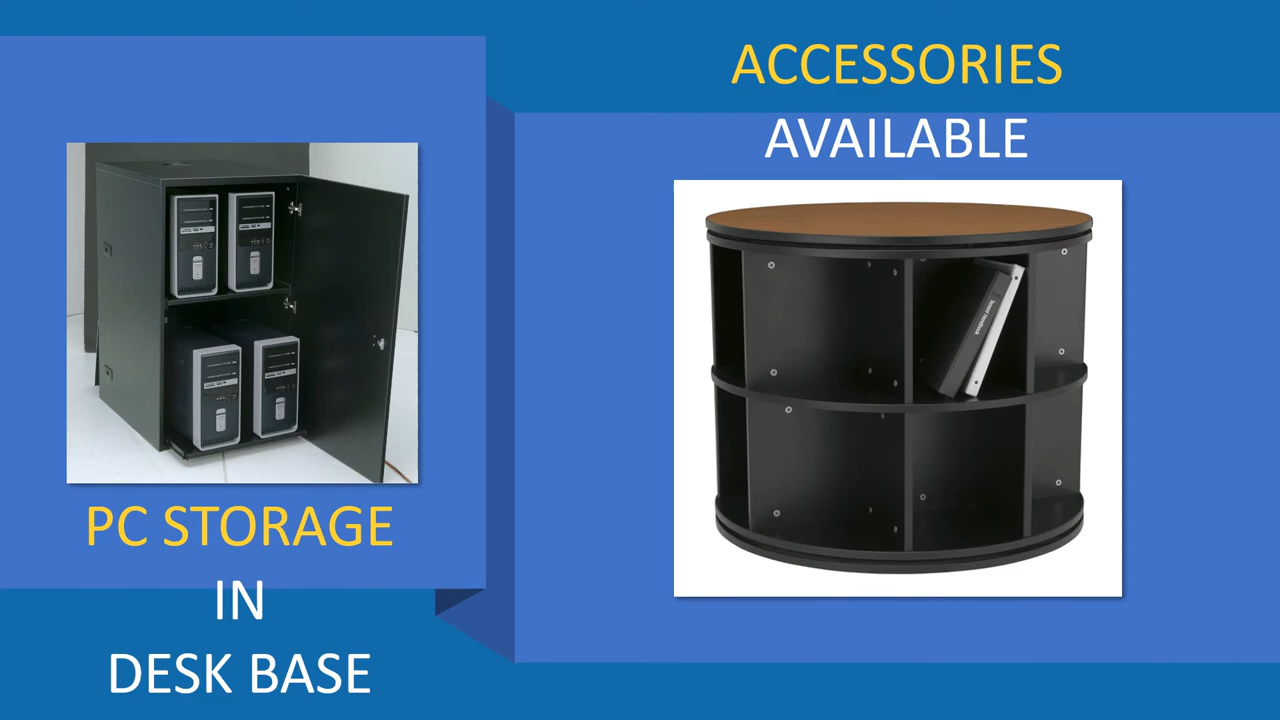 PC STORAGE
IN
DESK BASE
ACCESSORIES
AVAILABLE